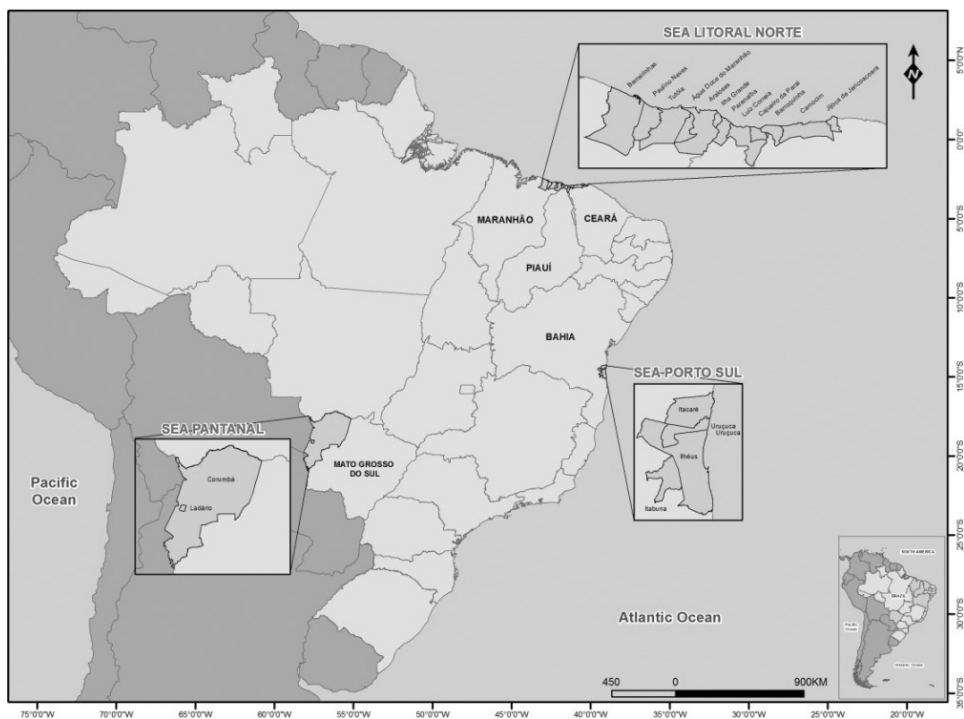 SEA LITORAL NORTE
Barreirinhas
Paulino Neves
Tutóia
Água Doce do Maranhão
Araioses
Ilha Grande
Parnaíba
Luiz Correia
Cajueiro da Praia
Barroquinha
Camocim
Jijoca de Jericoacoara
N
5°0'0"N
0°0'0"
5°0'0"S
10°0'0"S
15°0'0"S
20°0'0"S
25°0'0"S
30°0'0"S
35°0'0"S
MARANHÃO
CEARÁ
PIAUÍ
BAHIA
SEA-PORTO SUL
Itacaré
Uruçuca
Uruçuca
Ilhéus
Itabuna
SEA PANTANAL
Corumbá
Ladário
MATO GROSSO
DO SUL
Pacific
Ocean
Atlantic Ocean
SOUTH AMERICA
BRAZIL
Pacific
Ocean
450
0
900KM
75°0'0"W
70°0'0"W
65°0'0"W
60°0'0"W
55°0'0"W
50°0'0"W
45°0'0"W
40°0'0"W
35°0'0"W
30°0'0"W
25°0'0"W
20°0'0"W